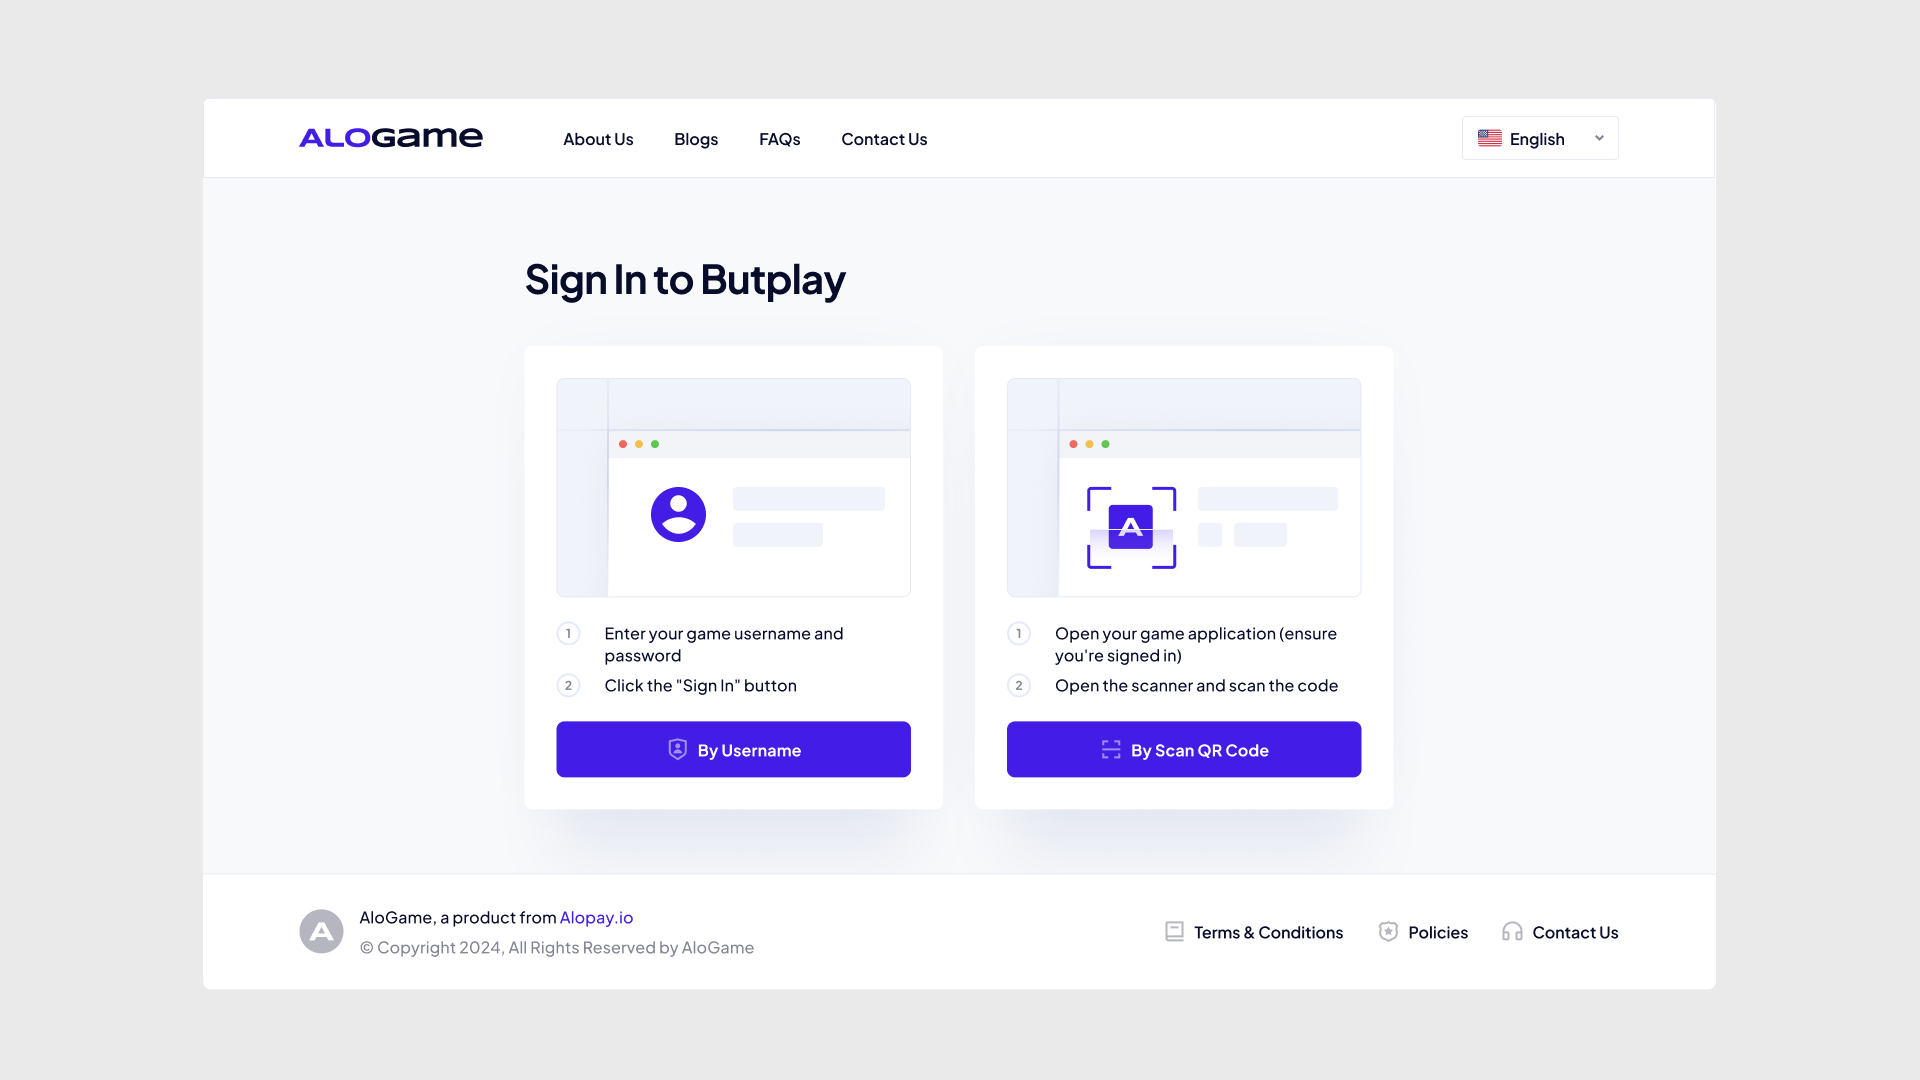 ALOGame
About Us
Blogs
FAQs
Contact Us
English
Sign In to Butplay
1
Enter your game username and
password
2
Click the "Sign In" button
By Username
A
1
Open your game application (ensure
you're signed in)
2
Open the scanner and scan the code
By Scan QR Code
A
AloGame, a product from Alopay.io
© Copyright 2024, All Rights Reserved by AloGame
Terms & Conditions
Policies
Contact Us